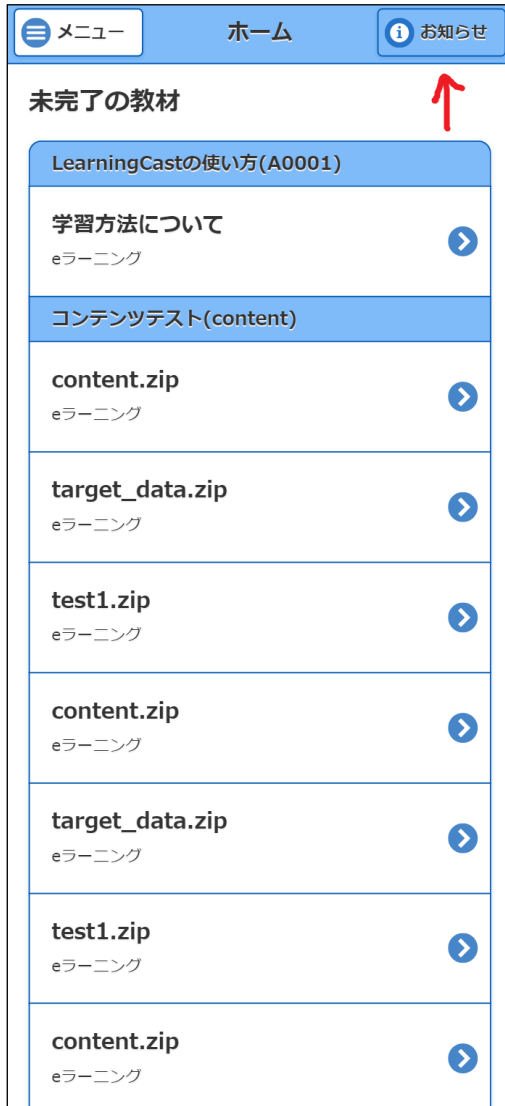 メニュー
ホーム
お知らせ
未完了の教材
LearningCastの使い方(A0001)
学習方法について
eラーニング
コンテンツテスト(content)
content.zip
eラーニング
target_data.zip
eラーニング
test1.zip
eラーニング
content.zip
eラーニング
target_data.zip
eラーニング
test1.zip
eラーニング
content.zip
eラーニング